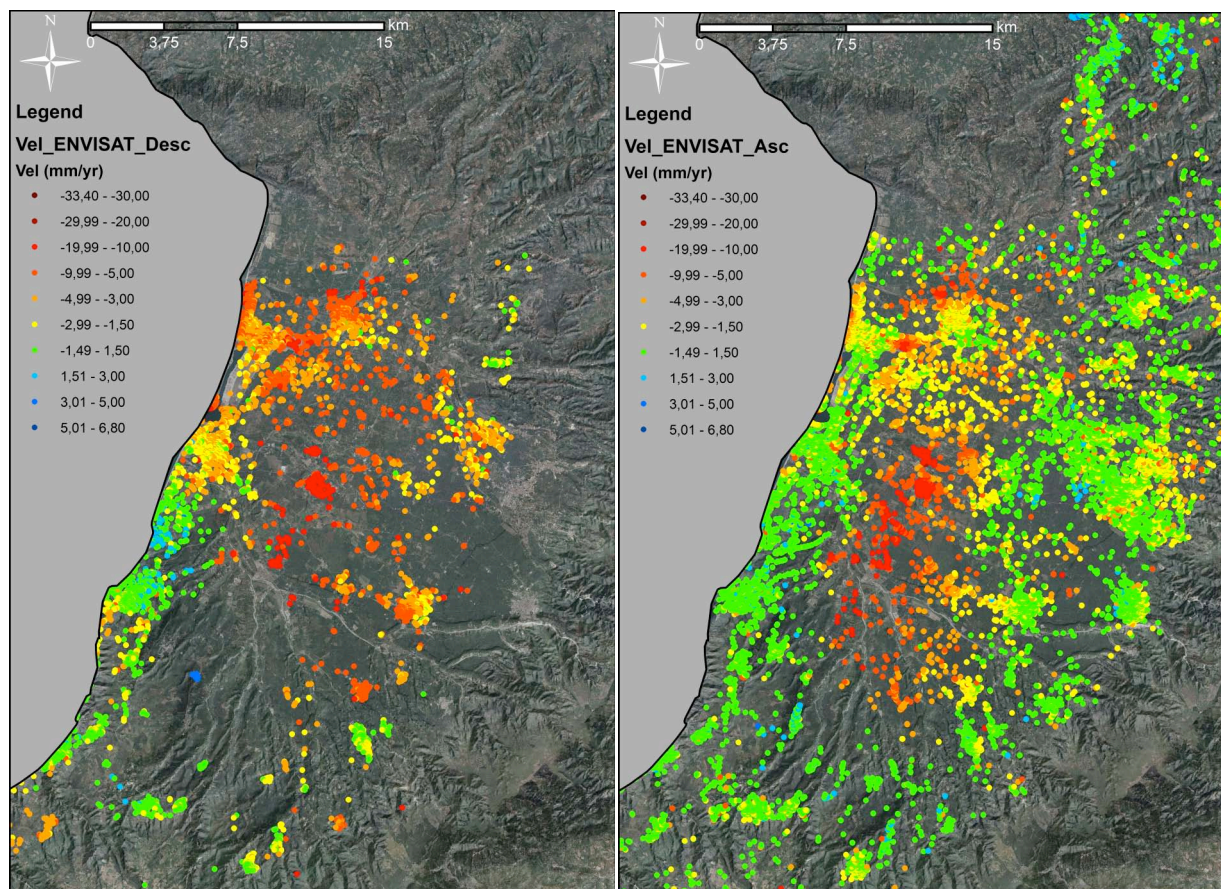 N
km
0 3,75 7,5 15
Legend
Vel_ENVISAT_Desc
Vel (mm/yr)
-33,40 - -30,00
-29,99 - -20,00
-19,99 - -10,00
-9,99 - -5,00
-4,99 - -3,00
-2,99 - -1,50
-1,49 - 1,50
1,51 - 3,00
3,01 - 5,00
5,01 - 6,80
N
km
0 3,75 7,5 15
Legend
Vel_ENVISAT_Asc
Vel (mm/yr)
-33,40 - -30,00
-29,99 - -20,00
-19,99 - -10,00
-9,99 - -5,00
-4,99 - -3,00
-2,99 - -1,50
-1,49 - 1,50
1,51 - 3,00
3,01 - 5,00
5,01 - 6,80